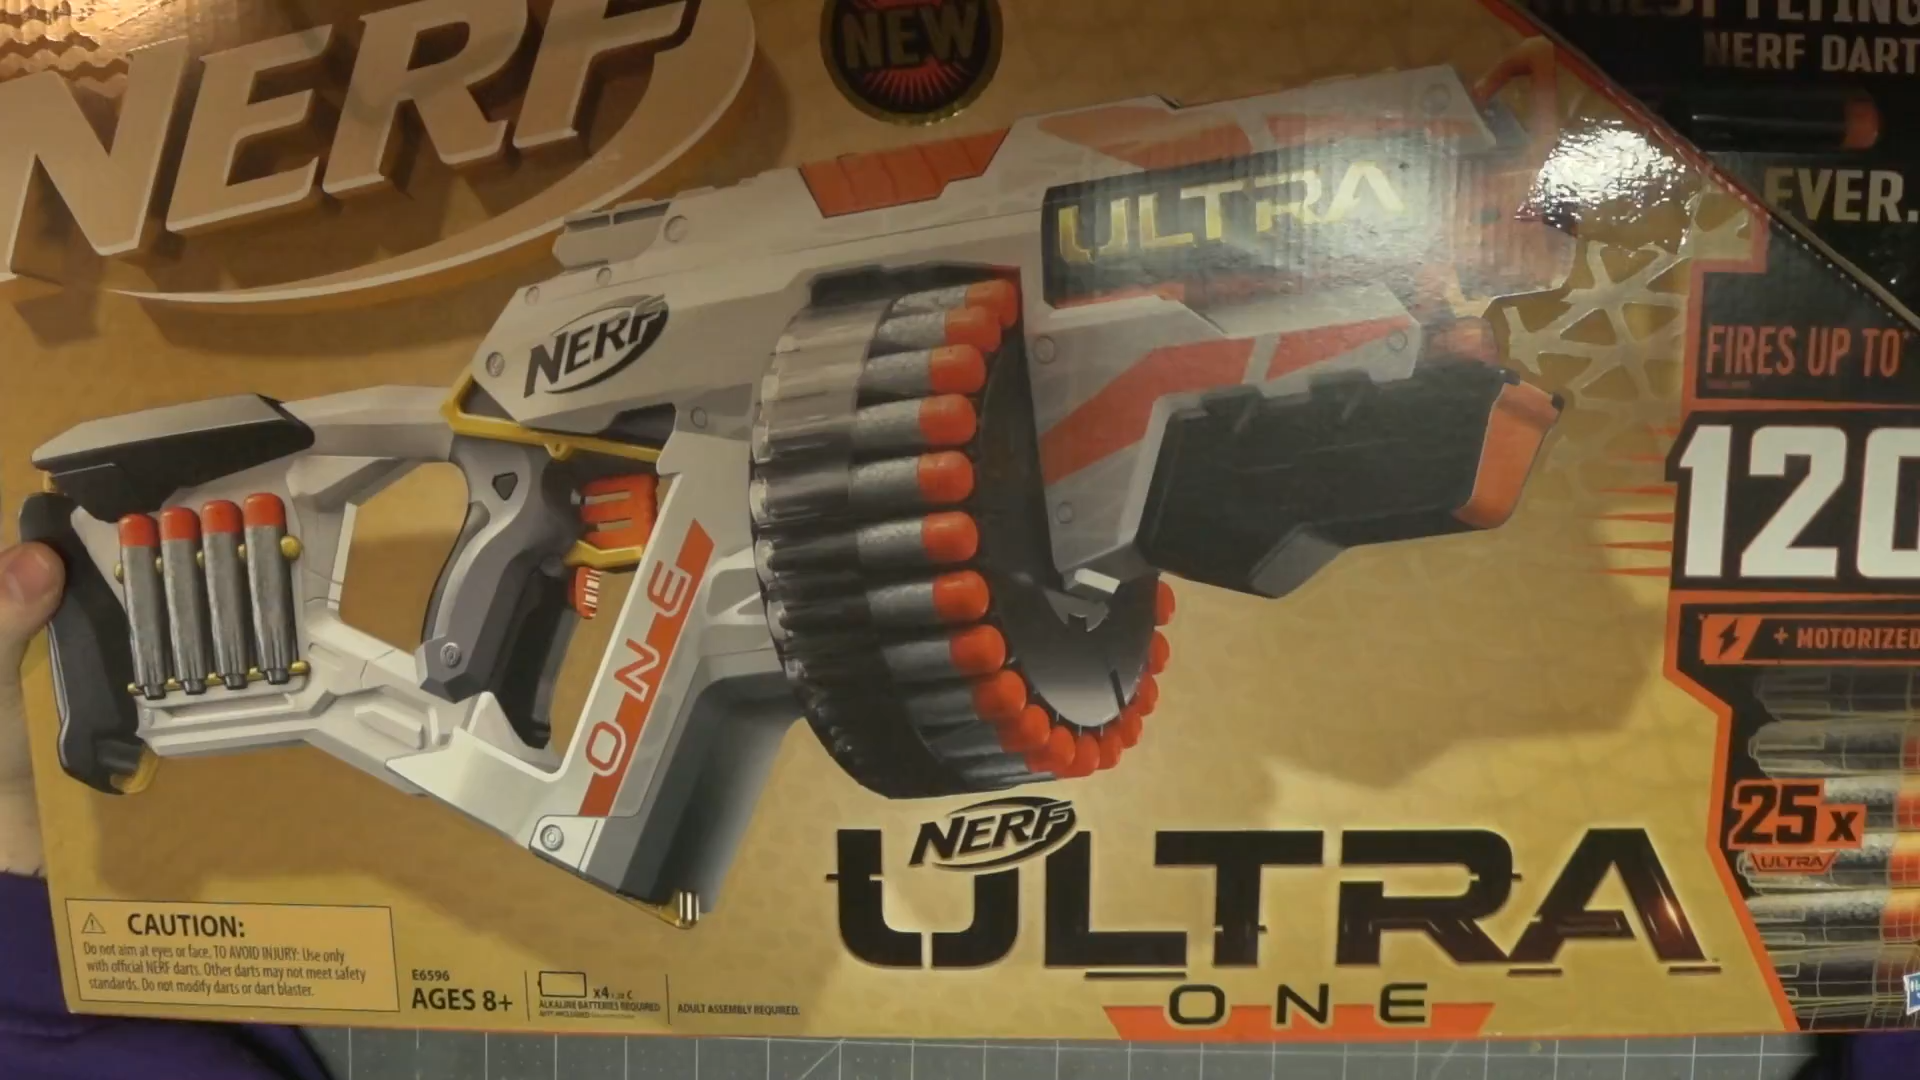 NERF
NEW
FLYING
NERF DART
EVER.
ULTRA
NERF
ONE
FIRES UP TO
120
+ MOTORIZED
25x
ULTRA
NERF
ULTRA
ONE
CAUTION:
Do not aim at eyes or face. TO AVOID INJURY: Use only
with official NERF darts. Other darts may not meet safety
standards. Do not modify darts or dart blaster.
E6596
AGES 8+
x4
ALKALINE BATTERIES REQUIRED
NOT INCLUDED
ADULT ASSEMBLY REQUIRED.